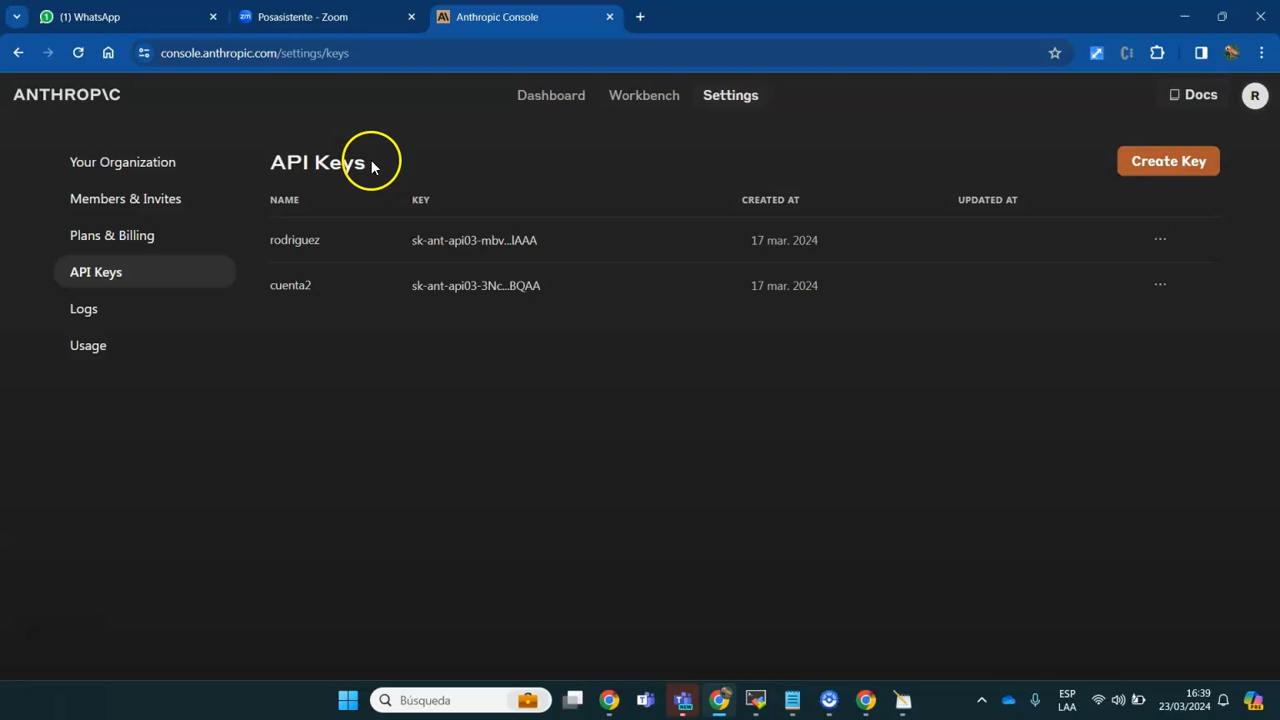 (1) WhatsApp
Posasistente - Zoom
Anthropic Console
console.anthropic.com/settings/keys
ANTHROP\C
Dashboard
Workbench
Settings
Docs
R
Your Organization
Members & Invites
Plans & Billing
API Keys
Logs
Usage
API Keys
Create Key
NAME KEY CREATED AT UPDATED AT
rodriguez sk-ant-api03-mbv...lAAA 17 mar. 2024 ...
cuenta2 sk-ant-api03-3Nc...BQAA 17 mar. 2024 ...
Búsqueda
ESP
LAA
16:39
23/03/2024